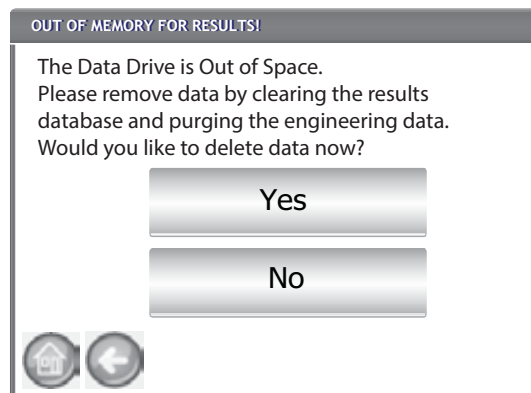 OUT OF MEMORY FOR RESULTS!
The Data Drive is Out of Space.
Please remove data by clearing the results
database and purging the engineering data.
Would you like to delete data now?
Yes
No